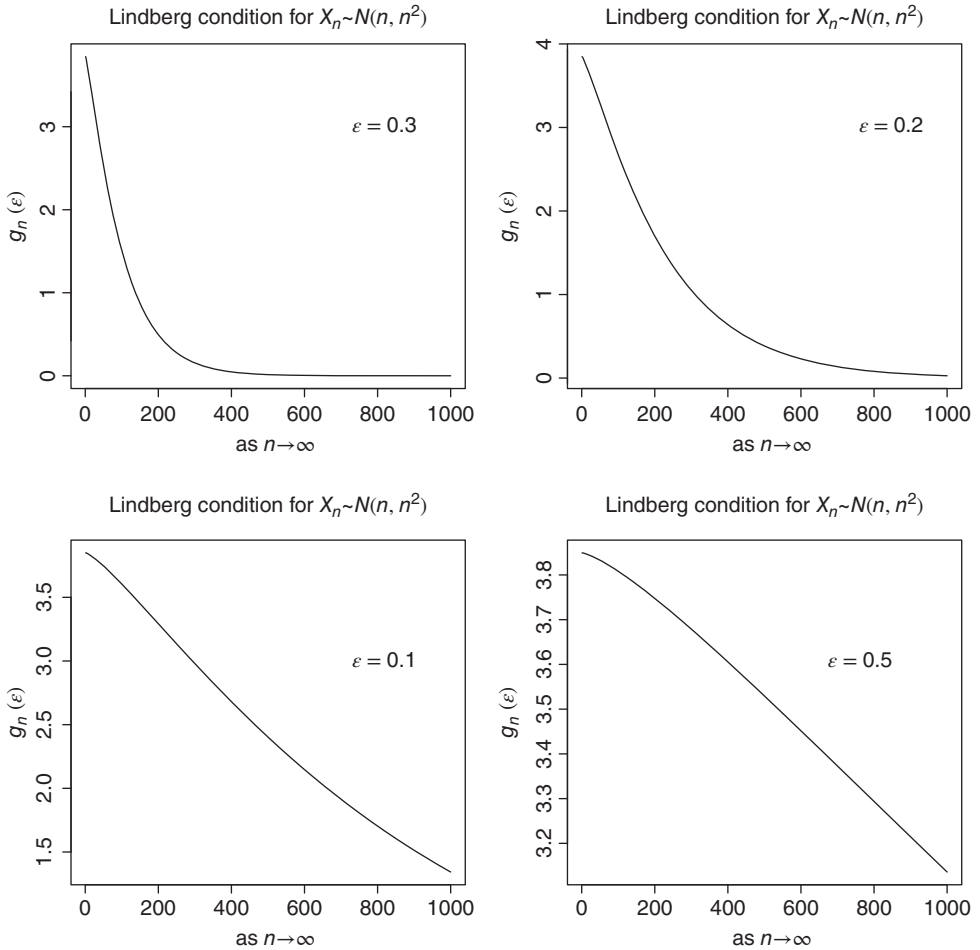 Lindberg condition for Xₙ~N(n, n²)
gₙ (ε)
3
2
1
0
ε = 0.3
0 200 400 600 800 1000
as n→∞
Lindberg condition for Xₙ~N(n, n²)
gₙ (ε)
4
3
2
1
0
ε = 0.2
0 200 400 600 800 1000
as n→∞
Lindberg condition for Xₙ~N(n, n²)
gₙ (ε)
3.5
3.0
2.5
2.0
1.5
ε = 0.1
0 200 400 600 800 1000
as n→∞
Lindberg condition for Xₙ~N(n, n²)
gₙ (ε)
3.8
3.7
3.6
3.5
3.4
3.3
3.2
ε = 0.5
0 200 400 600 800 1000
as n→∞